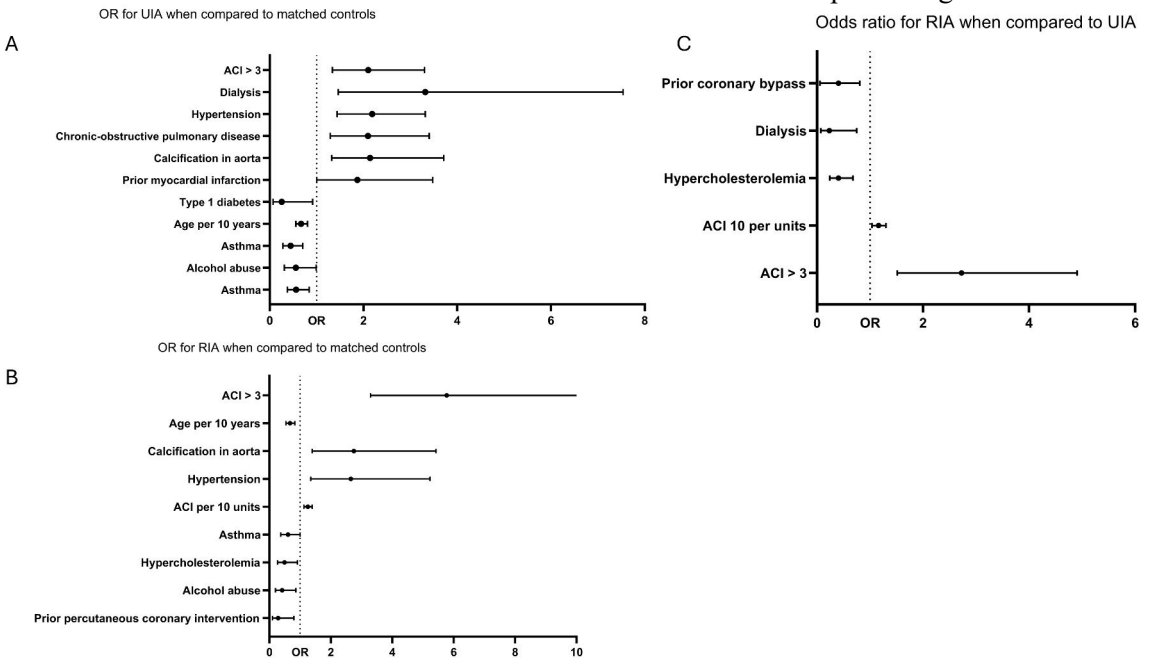 OR for UIA when compared to matched controls
A
ACI > 3
Dialysis
Hypertension
Chronic-obstructive pulmonary disease
Calcification in aorta
Prior myocardial infarction
Type 1 diabetes
Age per 10 years
Asthma
Alcohol abuse
Asthma
0 OR 2 4 6 8
OR for RIA when compared to matched controls
B
ACI > 3
Age per 10 years
Calcification in aorta
Hypertension
ACI per 10 units
Asthma
Hypercholesterolemia
Alcohol abuse
Prior percutaneous coronary intervention
0 OR 2 4 6 8 10
Odds ratio for RIA when compared to UIA
C
Prior coronary bypass
Dialysis
Hypercholesterolemia
ACI 10 per units
ACI > 3
0 OR 2 4 6